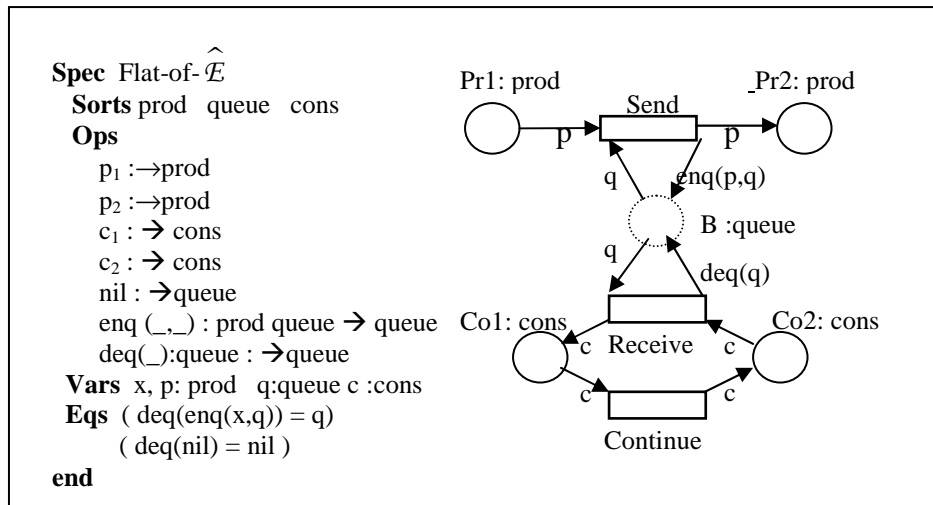 Spec Flat-of-ℰ̂
Sorts prod queue cons
Ops
p₁ :→prod
p₂ :→prod
c₁ : → cons
c₂ : → cons
nil : →queue
enq (_,_) : prod queue → queue
deq(_):queue : →queue
Vars x, p: prod q:queue c :cons
Eqs ( deq(enq(x,q)) = q)
( deq(nil) = nil )
end
Pr1: prod
Send
_Pr2: prod
p
p
q
enq(p,q)
B :queue
q
deq(q)
Co1: cons
Co2: cons
c
Receive
c
c
c
Continue